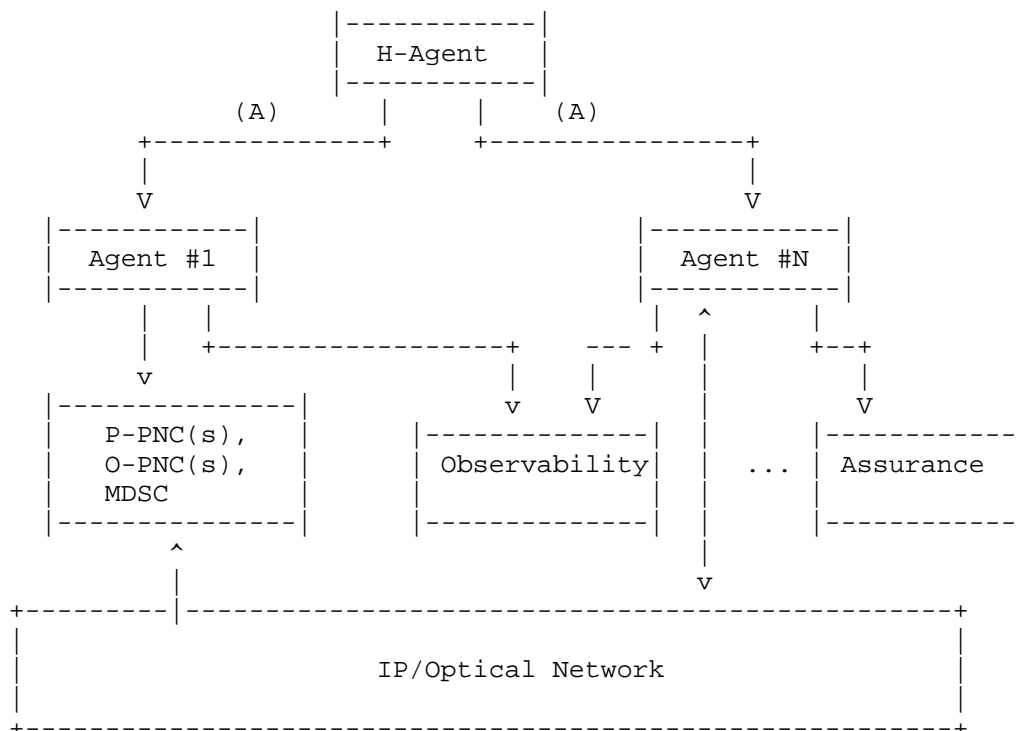 H-Agent
(A) (A)
Agent #1 Agent #N
P-PNC(s),
O-PNC(s), Observability ... Assurance
MDSC
IP/Optical Network